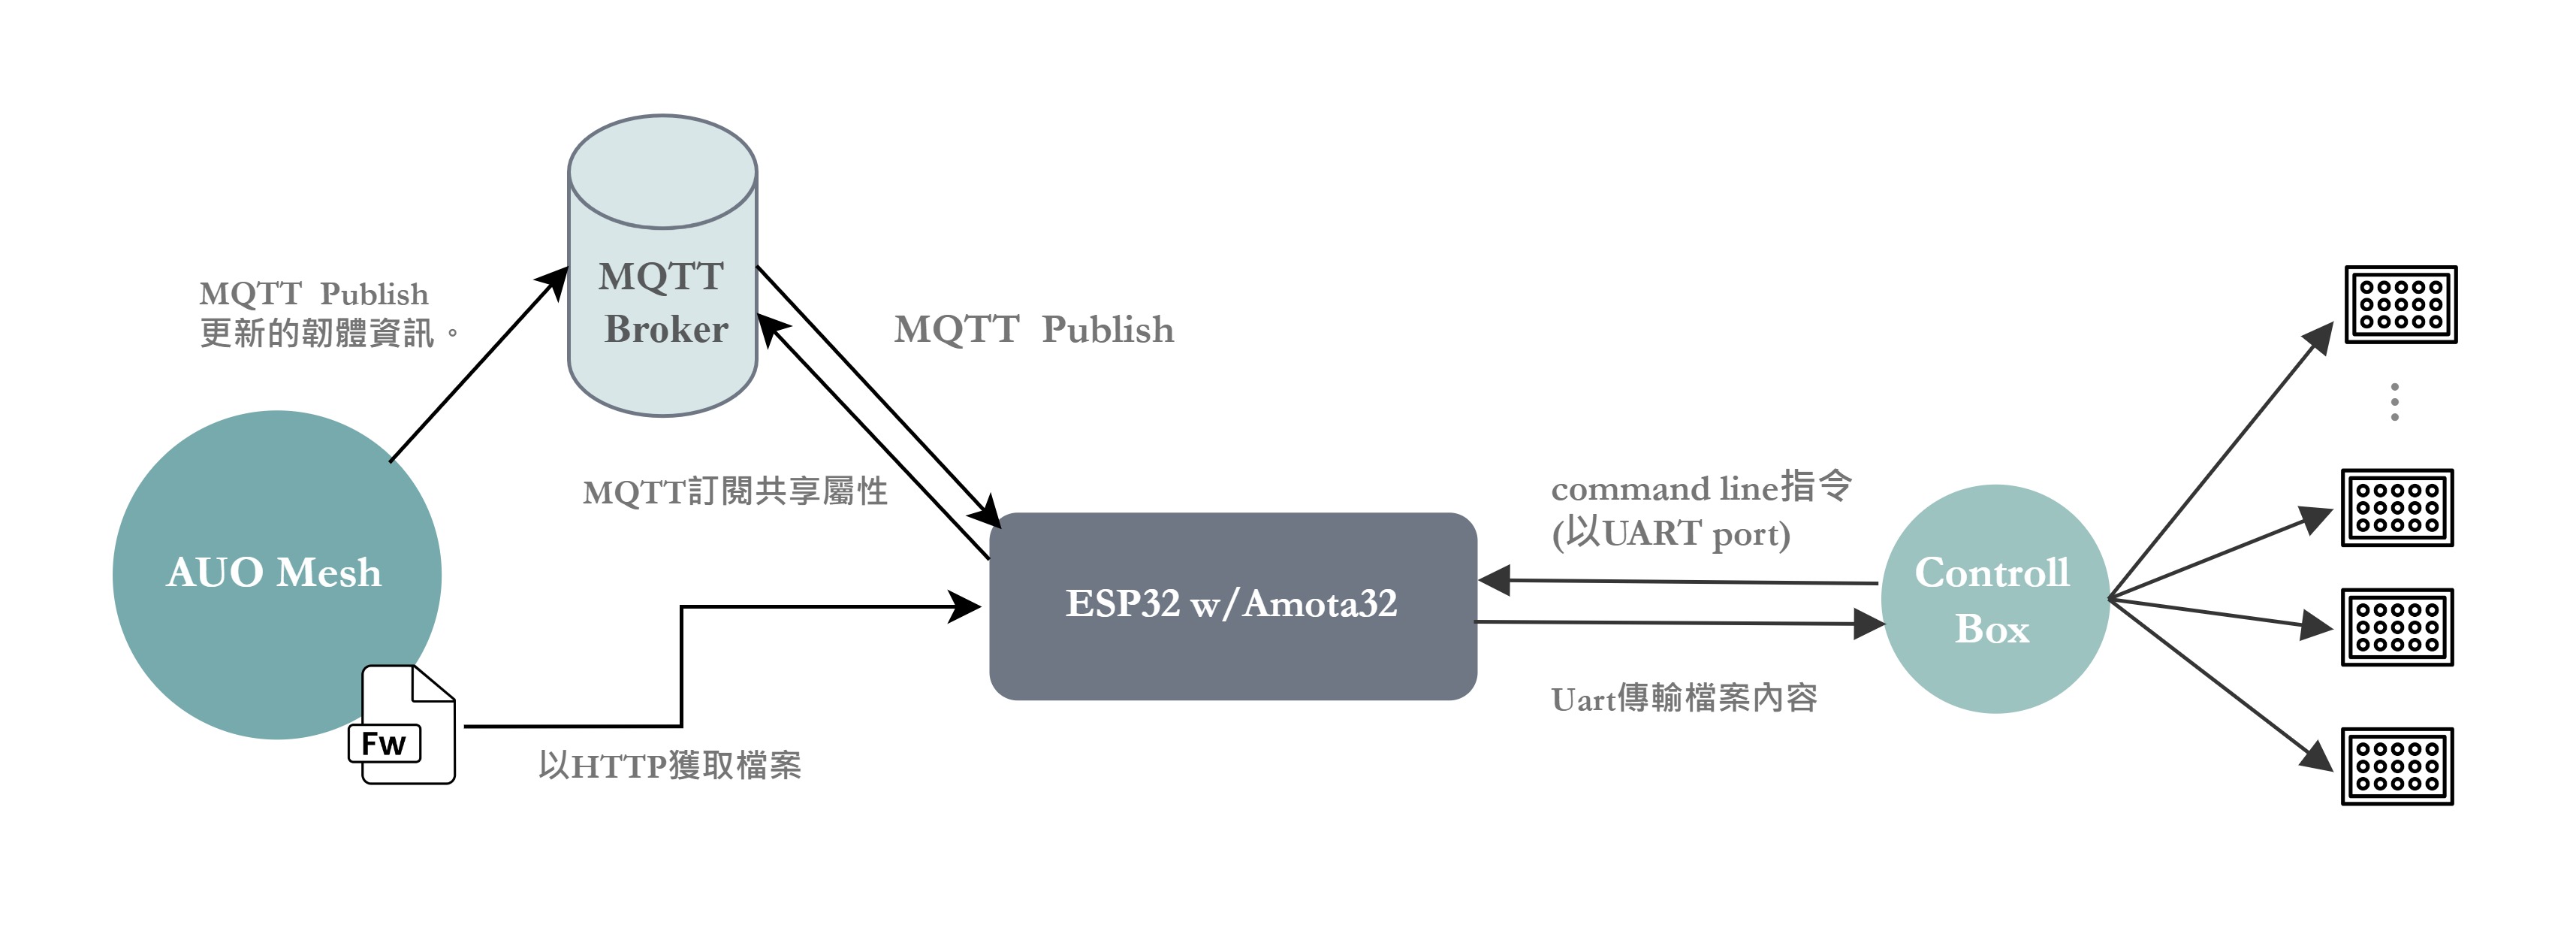 MQTT Publish
更新的韌體資訊。
MQTT
Broker
MQTT Publish
MQTT訂閱共享屬性
AUO Mesh
Fw
以HTTP獲取檔案
ESP32 w/Amota32
command line指令
(以UART port)
Uart傳輸檔案內容
Controll
Box